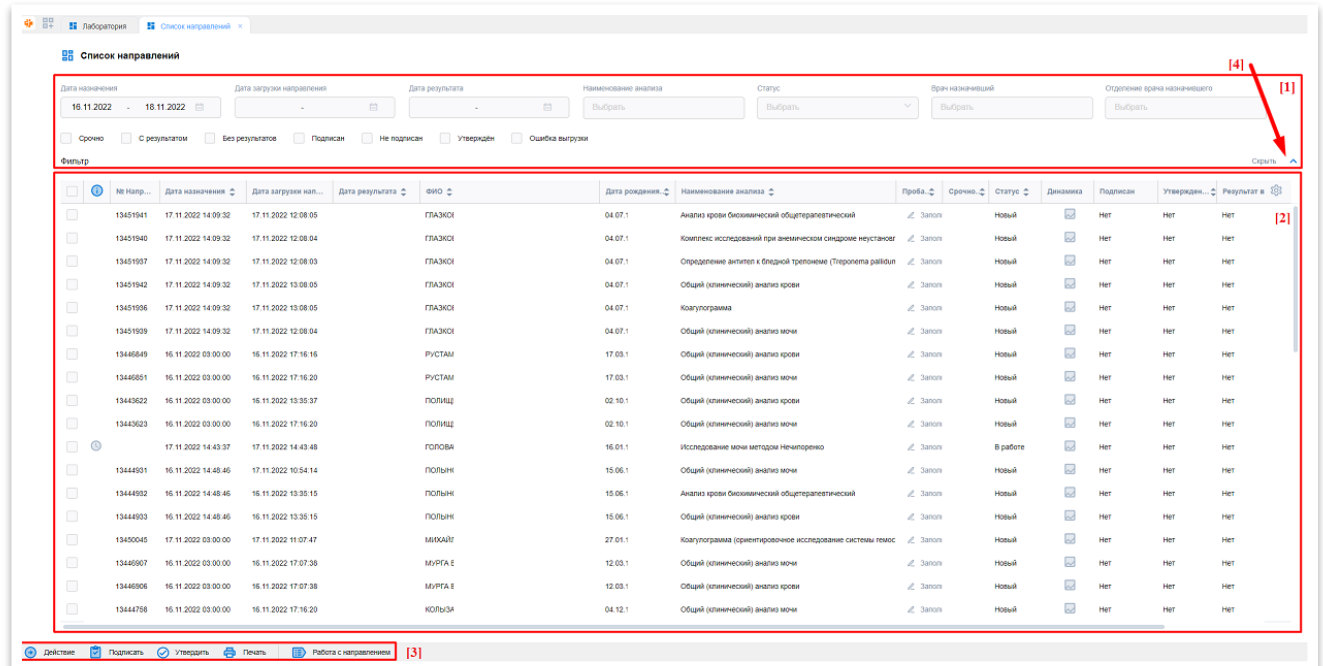 Лаборатория Список направлений ×
Список направлений
[4]
Дата назначения Дата загрузки направления Дата результата Наименование анализа Статус Врач назначивший Отделение врача назначившего [1]
16.11.2022 - 18.11.2022 - - Выбрать Выбрать Выбрать Выбрать
Срочно С результатом Без результатов Подписан Не подписан Утверждён Ошибка выгрузки
Фильтр Скрыть
№ Напр... Дата назначения Дата загрузки нап... Дата результата ФИО Дата рождения... Наименование анализа Проба... Срочно... Статус Динамика Подписан Утвержден... Результат в
[2]
13451941 17.11.2022 14:09:32 17.11.2022 12:08:05 ГЛАЗКО 04.07.1 Анализ крови биохимический общетерапевтический Запол Новый Нет Нет Нет
13451940 17.11.2022 14:09:32 17.11.2022 12:08:04 ГЛАЗКО 04.07.1 Комплекс исследований при анемическом синдроме неустановл Запол Новый Нет Нет Нет
13451937 17.11.2022 14:09:32 17.11.2022 12:08:03 ГЛАЗКО 04.07.1 Определение антител к бледной трепонеме (Treponema pallidun Запол Новый Нет Нет Нет
13451942 17.11.2022 14:09:32 17.11.2022 13:08:05 ГЛАЗКО 04.07.1 Общий (клинический) анализ крови Запол Новый Нет Нет Нет
13451936 17.11.2022 14:09:32 17.11.2022 13:08:05 ГЛАЗКО 04.07.1 Коагулограмма Запол Новый Нет Нет Нет
13451939 17.11.2022 14:09:32 17.11.2022 12:08:04 ГЛАЗКО 04.07.1 Общий (клинический) анализ мочи Запол Новый Нет Нет Нет
13446849 16.11.2022 03:00:00 16.11.2022 17:16:16 РУСТАМ 17.03.1 Общий (клинический) анализ крови Запол Новый Нет Нет Нет
13446851 16.11.2022 03:00:00 16.11.2022 17:16:20 РУСТАМ 17.03.1 Общий (клинический) анализ мочи Запол Новый Нет Нет Нет
13443622 16.11.2022 03:00:00 16.11.2022 13:35:37 ПОЛИЩ 02.10.1 Общий (клинический) анализ крови Запол Новый Нет Нет Нет
13443623 16.11.2022 03:00:00 16.11.2022 17:16:20 ПОЛИЩ 02.10.1 Общий (клинический) анализ мочи Запол Новый Нет Нет Нет
17.11.2022 14:43:37 17.11.2022 14:43:48 ГОЛОВА 16.01.1 Исследование мочи методом Нечипоренко Запол В работе Нет Нет Нет
13444931 16.11.2022 14:48:46 17.11.2022 10:54:14 ПОЛЫН 15.06.1 Общий (клинический) анализ мочи Запол Новый Нет Нет Нет
13444932 16.11.2022 14:48:46 16.11.2022 13:35:15 ПОЛЫН 15.06.1 Анализ крови биохимический общетерапевтический Запол Новый Нет Нет Нет
13444933 16.11.2022 14:48:46 16.11.2022 13:35:15 ПОЛЫН 15.06.1 Общий (клинический) анализ крови Запол Новый Нет Нет Нет
13450045 17.11.2022 03:00:00 17.11.2022 11:07:47 МИХАЙЛ 27.01.1 Коагулограмма (ориентировочное исследование системы гемос Запол Новый Нет Нет Нет
13446907 16.11.2022 03:00:00 16.11.2022 17:07:38 МУРГА 12.03.1 Общий (клинический) анализ мочи Запол Новый Нет Нет Нет
13446906 16.11.2022 03:00:00 16.11.2022 17:07:38 МУРГА 12.03.1 Общий (клинический) анализ крови Запол Новый Нет Нет Нет
13444758 16.11.2022 03:00:00 16.11.2022 17:16:20 КОЛЫЗА 04.12.1 Общий (клинический) анализ мочи Запол Новый Нет Нет Нет
Действие Подписать Утвердить Печать Работа с направлением [3]